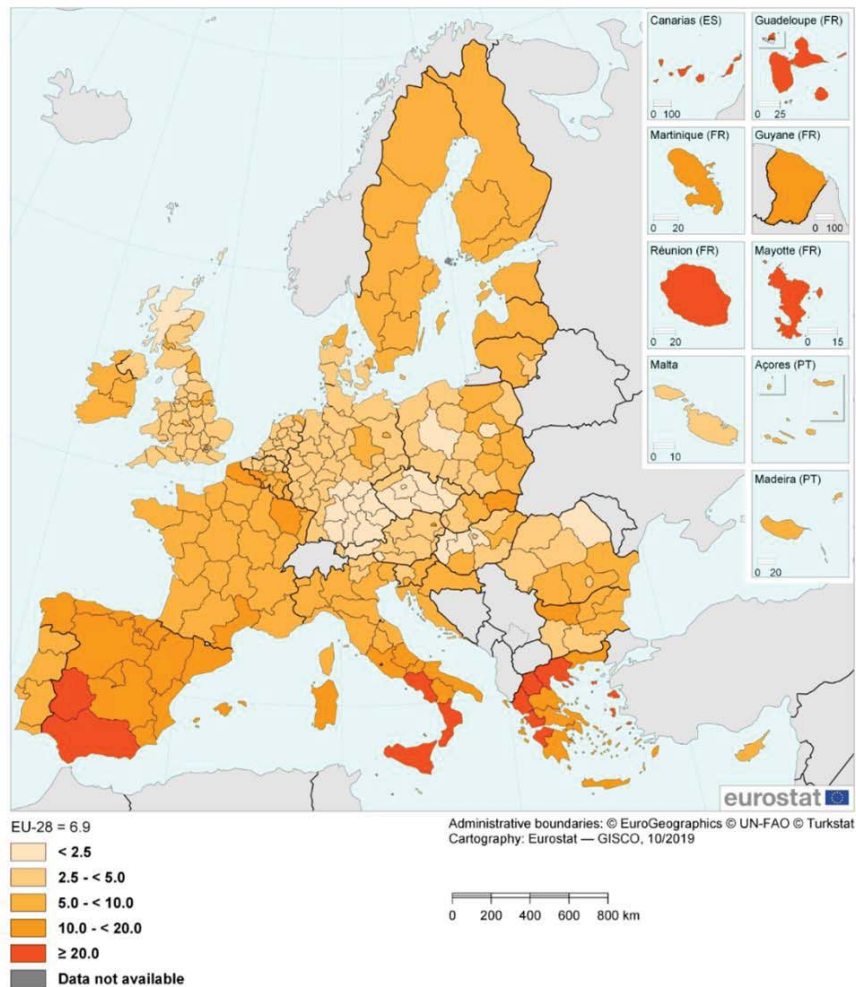 Canarias (ES)
0 100
Guadeloupe (FR)
0 25
Martinique (FR)
0 20
Guyane (FR)
0 100
Réunion (FR)
0 20
Mayotte (FR)
0 15
Malta
0 10
Açores (PT)
0 50
Madeira (PT)
0 20
eurostat
EU-28 = 6.9
< 2.5
2.5 - < 5.0
5.0 - < 10.0
10.0 - < 20.0
≥ 20.0
Data not available
Administrative boundaries: © EuroGeographics © UN-FAO © Turkstat
Cartography: Eurostat — GISCO, 10/2019
0 200 400 600 800 km